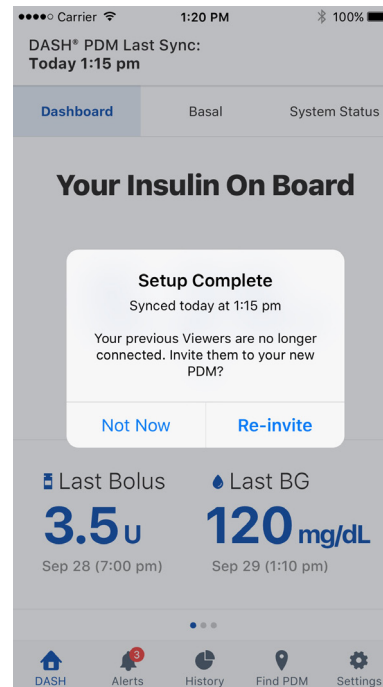 Carrier 1:20 PM 100%
DASH® PDM Last Sync:
Today 1:15 pm
Dashboard Basal System Status
Your Insulin On Board
Setup Complete
Synced today at 1:15 pm
Your previous Viewers are no longer
connected. Invite them to your new
PDM?
Not Now Re-invite
Last Bolus Last BG
3.5 U 120 mg/dL
Sep 28 (7:00 pm) Sep 29 (1:10 pm)
3
DASH Alerts History Find PDM Settings